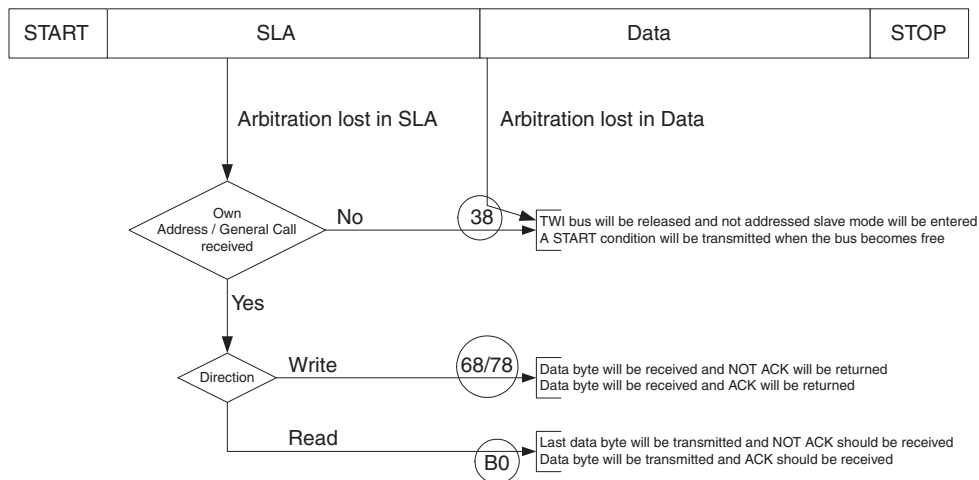 START SLA Data STOP
Arbitration lost in SLA Arbitration lost in Data
Own
Address / General Call
received
No
38
TWI bus will be released and not addressed slave mode will be entered
A START condition will be transmitted when the bus becomes free
Yes
Direction
Write
68/78
Data byte will be received and NOT ACK will be returned
Data byte will be received and ACK will be returned
Read
B0
Last data byte will be transmitted and NOT ACK should be received
Data byte will be transmitted and ACK should be received